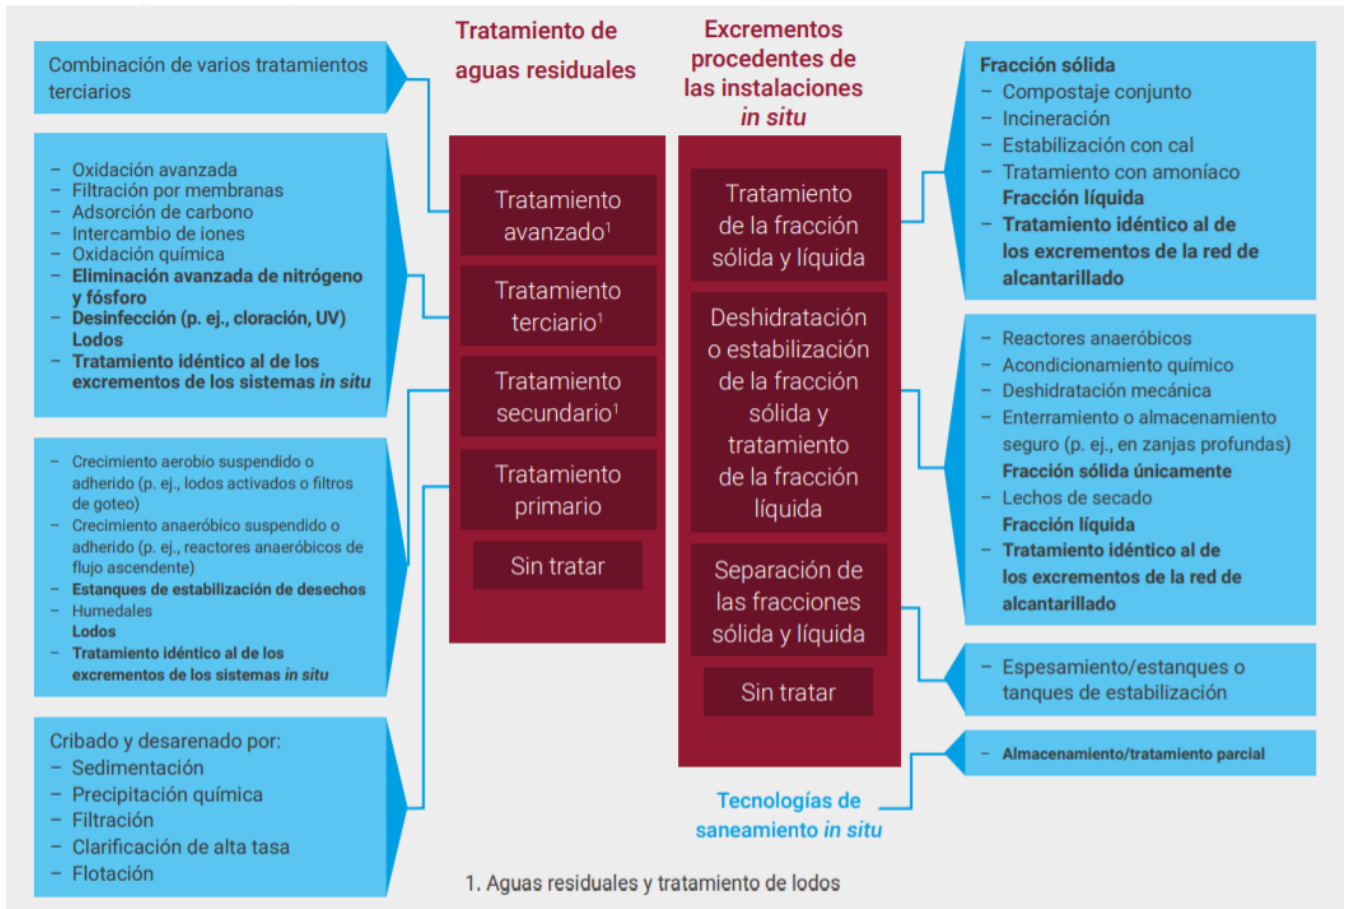 Tratamiento de
aguas residuales
Combinación de varios tratamientos
terciarios
– Oxidación avanzada
– Filtración por membranas
– Adsorción de carbono
– Intercambio de iones
– Oxidación química
– Eliminación avanzada de nitrógeno
y fósforo
– Desinfección (p. ej., cloración, UV)
Lodos
– Tratamiento idéntico al de los
excrementos de los sistemas in situ
– Crecimiento aerobio suspendido o
adherido (p. ej., lodos activados o filtros
de goteo)
– Crecimiento anaeróbico suspendido o
adherido (p. ej., reactores anaeróbicos de
flujo ascendente)
– Estanques de estabilización de desechos
– Humedales
Lodos
– Tratamiento idéntico al de los
excrementos de los sistemas in situ
Cribado y desarenado por:
– Sedimentación
– Precipitación química
– Filtración
– Clarificación de alta tasa
– Flotación
Tratamiento
avanzado¹
Tratamiento
terciario¹
Tratamiento
secundario¹
Tratamiento
primario
Sin tratar
Excrementos
procedentes de
las instalaciones
in situ
Tratamiento
de la fracción
sólida y líquida
Deshidratación
o estabilización
de la fracción
sólida y
tratamiento
de la fracción
líquida
Separación de
las fracciones
sólida y líquida
Sin tratar
Tecnologías de
saneamiento in situ
Fracción sólida
– Compostaje conjunto
– Incineración
– Estabilización con cal
– Tratamiento con amoníaco
Fracción líquida
– Tratamiento idéntico al de
los excrementos de la red de
alcantarillado
– Reactores anaeróbicos
– Acondicionamiento químico
– Deshidratación mecánica
– Enterramiento o almacenamiento
seguro (p. ej., en zanjas profundas)
Fracción sólida únicamente
– Lechos de secado
Fracción líquida
– Tratamiento idéntico al de
los excrementos de la red de
alcantarillado
– Espesamiento/estanques o
tanques de estabilización
– Almacenamiento/tratamiento parcial
1. Aguas residuales y tratamiento de lodos